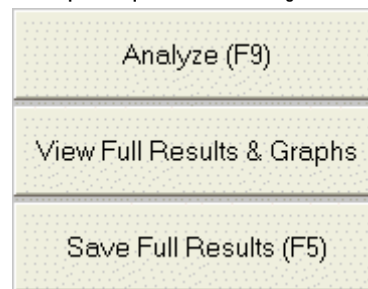 Analyze (F9)
View Full Results & Graphs
Save Full Results (F5)